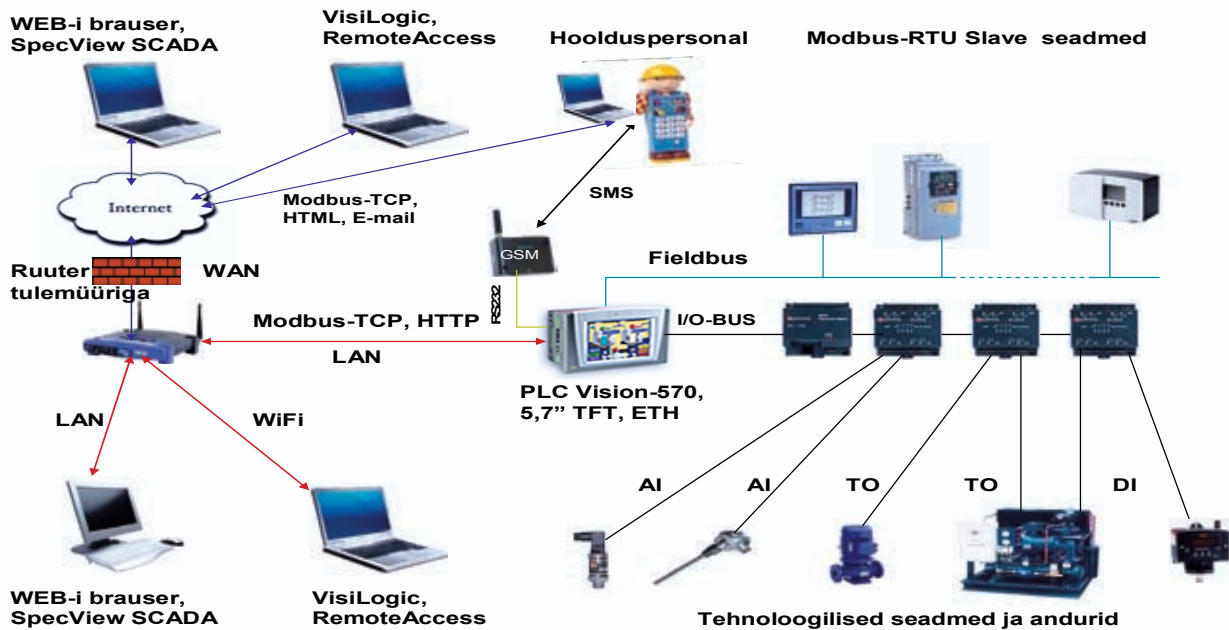 WEB-i brauser,
SpecView SCADA
VisiLogic,
RemoteAccess
Hoolduspersonal
Modbus-RTU Slave seadmed
Internet
Modbus-TCP,
HTML, E-mail
SMS
GSM
Ruuter
tulemüüriga
WAN
RS232
Fieldbus
Modbus-TCP, HTTP
LAN
I/O-BUS
PLC Vision-570,
5,7” TFT, ETH
LAN
WiFi
AI
AI
TO
TO
DI
WEB-i brauser,
SpecView SCADA
VisiLogic,
RemoteAccess
Tehnoloogilised seadmed ja andurid